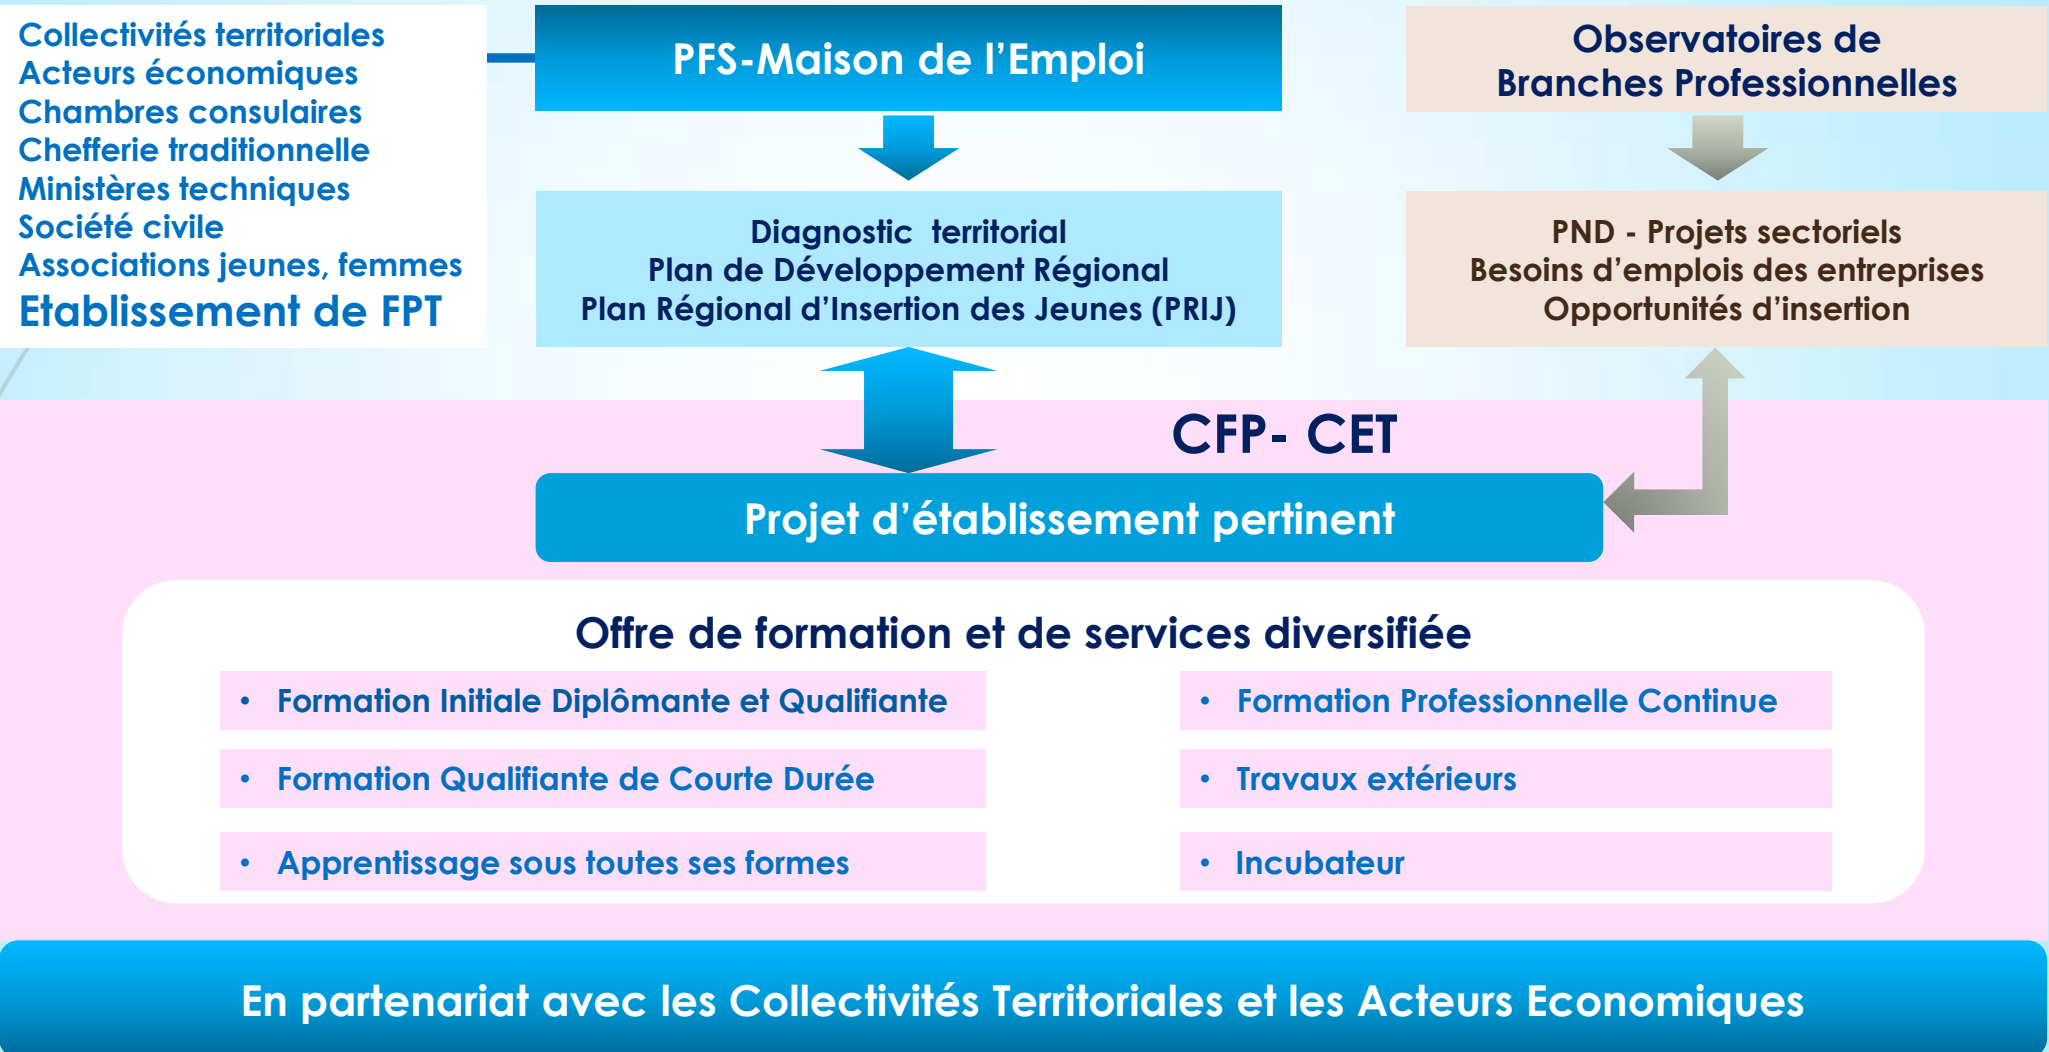 Collectivités territoriales
Acteurs économiques
Chambres consulaires
Chefferie traditionnelle
Ministères techniques
Société civile
Associations jeunes, femmes
Etablissement de FPT
PFS-Maison de l’Emploi
Observatoires de
Branches Professionnelles
Diagnostic territorial
Plan de Développement Régional
Plan Régional d’Insertion des Jeunes (PRIJ)
PND - Projets sectoriels
Besoins d’emplois des entreprises
Opportunités d’insertion
CFP- CET
Projet d’établissement pertinent
Offre de formation et de services diversifiée
• Formation Initiale Diplômante et Qualifiante
• Formation Qualifiante de Courte Durée
• Apprentissage sous toutes ses formes
• Formation Professionnelle Continue
• Travaux extérieurs
• Incubateur
En partenariat avec les Collectivités Territoriales et les Acteurs Economiques